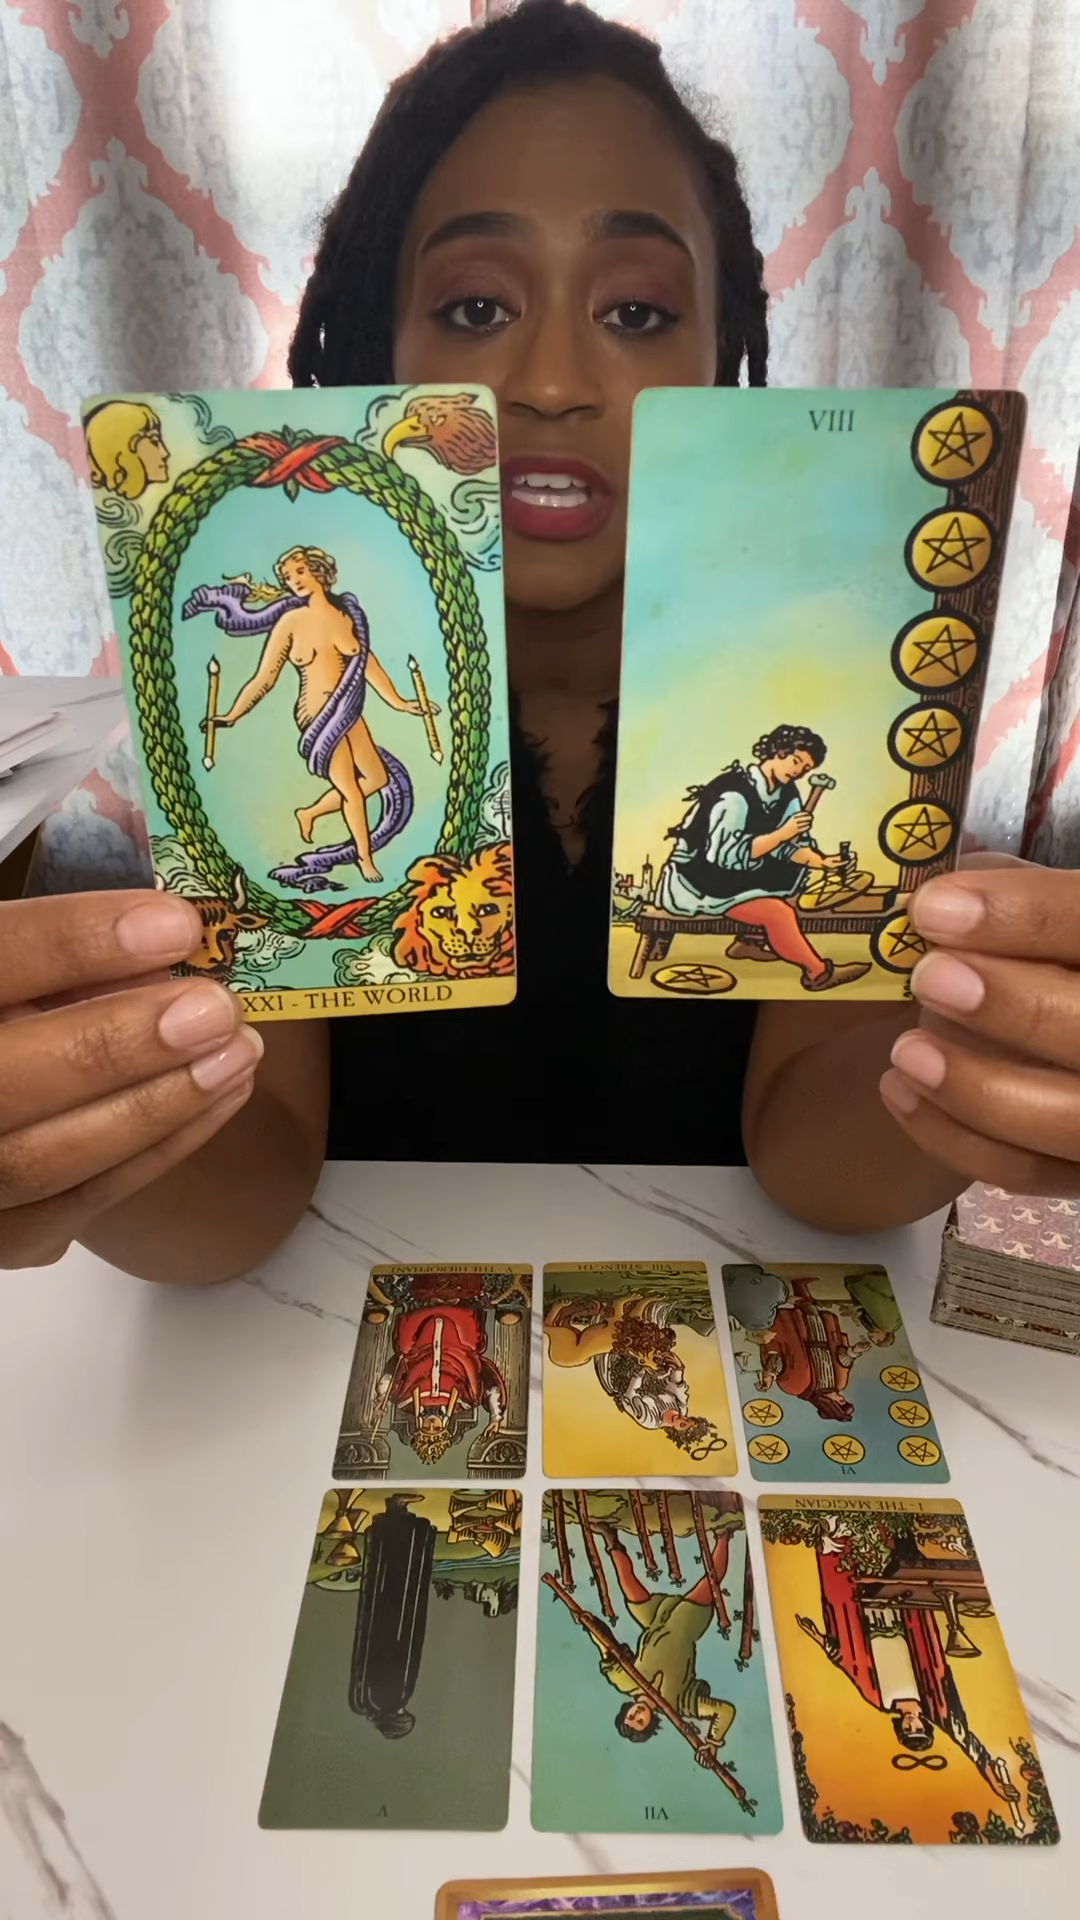 VIII
XXI - THE WORLD
V - THE HIEROPHANT
VIII - STRENGTH
VI
I - THE MAGICIAN
V
VII